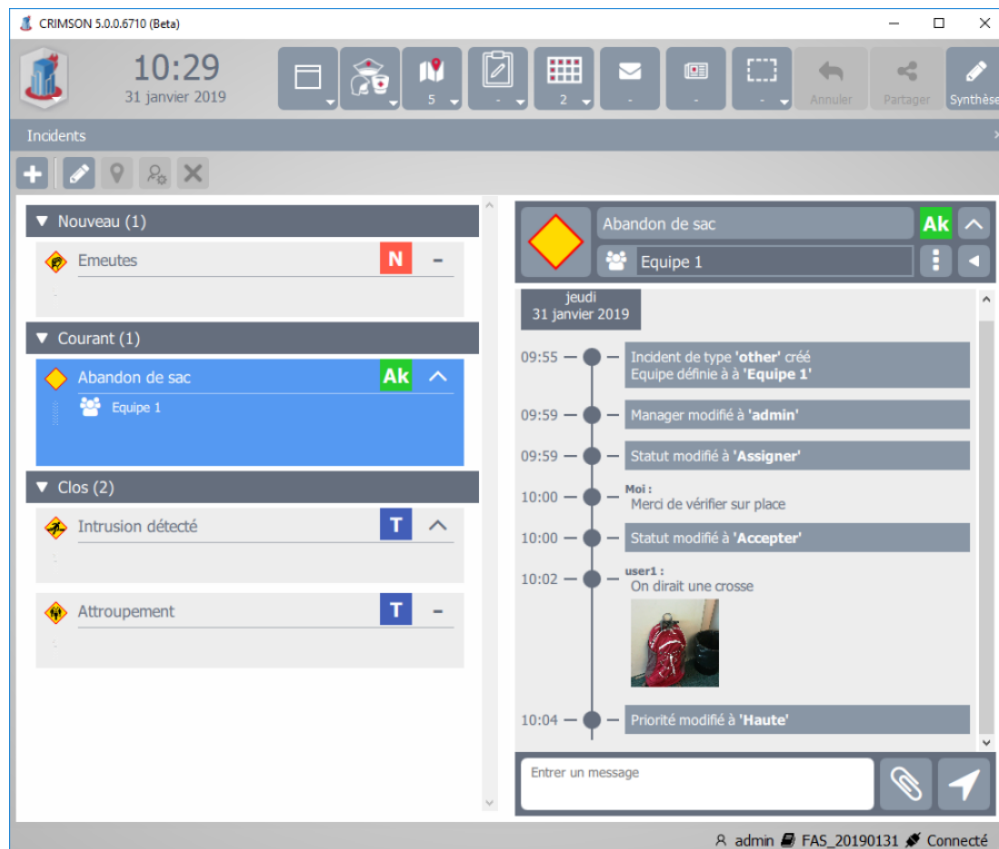 CRIMSON 5.0.0.6710 (Beta)
10:29
31 janvier 2019
5
-
2
-
-
-
Annuler
Partager
Synthèse
Incidents
Nouveau (1)
Emeutes
N
-
Courant (1)
Abandon de sac
Ak
Equipe 1
Clos (2)
Intrusion détecté
T
Attroupement
T
-
Abandon de sac
Ak
Equipe 1
jeudi
31 janvier 2019
09:55
Incident de type 'other' créé
Equipe définie à à 'Equipe 1'
09:59
Manager modifié à 'admin'
09:59
Statut modifié à 'Assigner'
10:00
Moi :
Merci de vérifier sur place
10:00
Statut modifié à 'Accepter'
10:02
user1 :
On dirait une crosse
10:04
Priorité modifié à 'Haute'
Entrer un message
admin FAS_20190131 Connecté